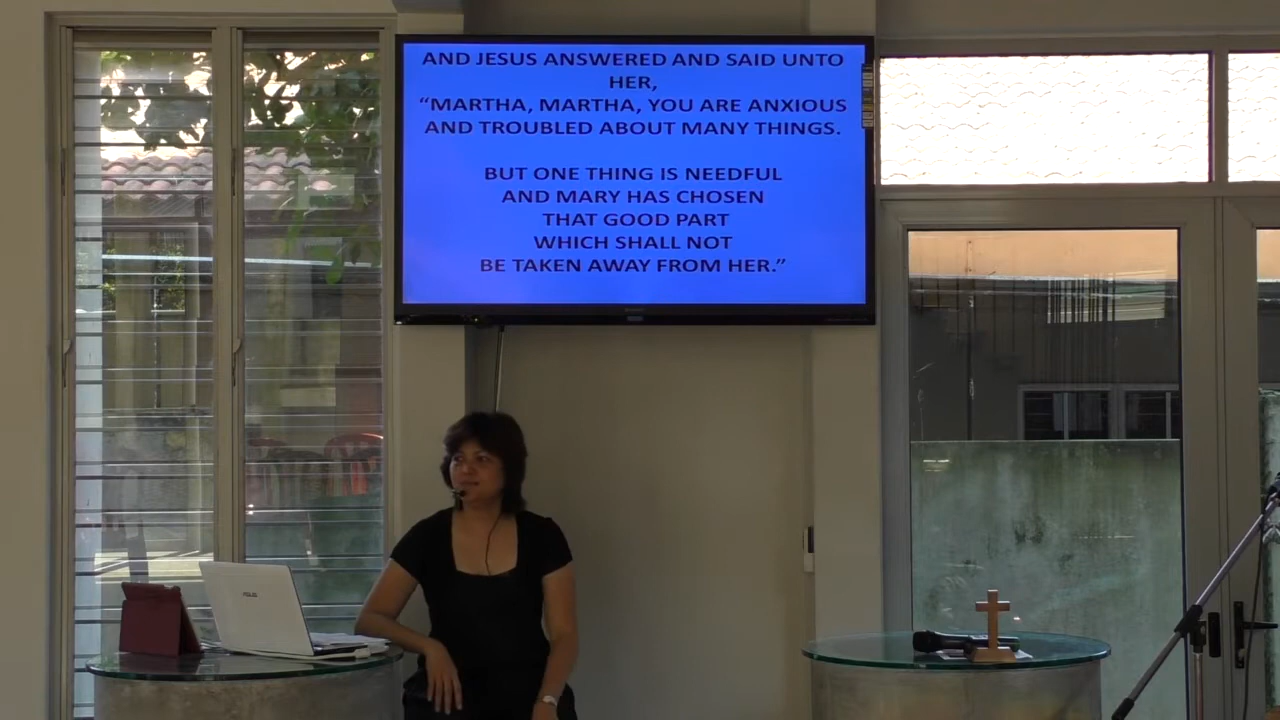 AND JESUS ANSWERED AND SAID UNTO
HER,
“MARTHA, MARTHA, YOU ARE ANXIOUS
AND TROUBLED ABOUT MANY THINGS.
BUT ONE THING IS NEEDFUL
AND MARY HAS CHOSEN
THAT GOOD PART
WHICH SHALL NOT
BE TAKEN AWAY FROM HER.”
ASUS